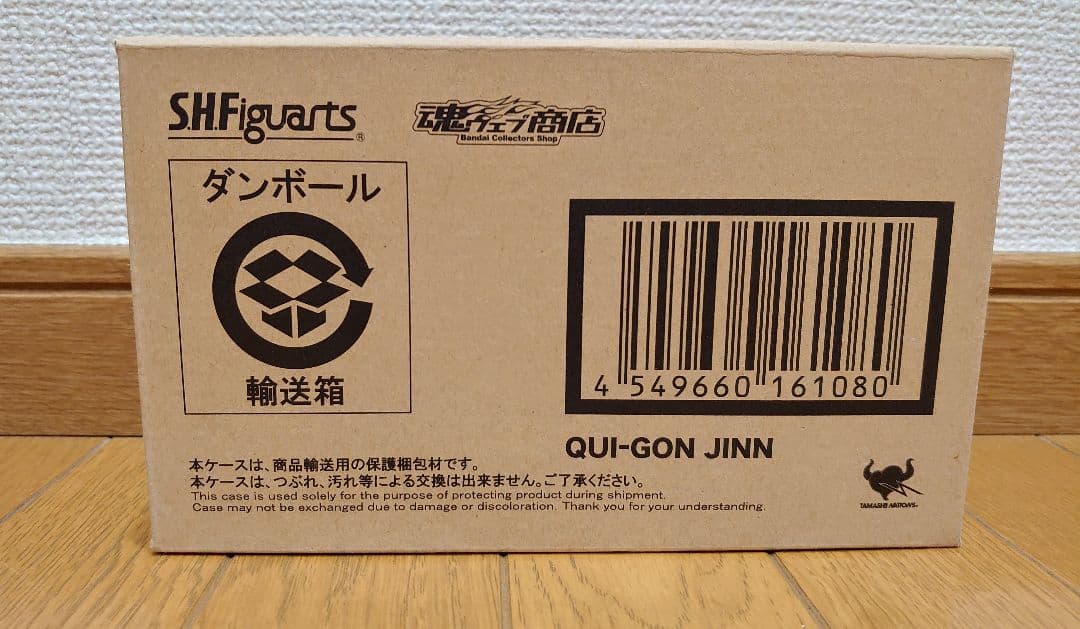 S.H.Figuarts®
魂ウェブ商店
Bandai Collectors Shop
ダンボール
輸送箱
4 549660 161080
QUI-GON JINN
本ケースは、商品輸送用の保護梱包材です。
本ケースは、つぶれ、汚れ等による交換は出来ません。ご了承ください。
This case is used solely for the purpose of protecting product during shipment.
Case may not be exchanged due to damage or discoloration. Thank you for your understanding.
TAMASHII NATIONS